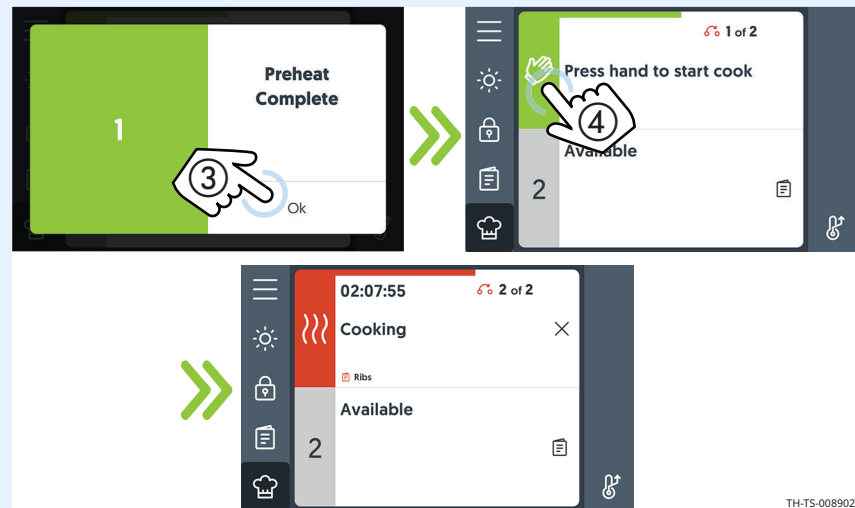 1
Preheat
Complete
3
Ok
1 of 2
Press hand to start cook
4
Available
2
02:07:55
2 of 2
Cooking
Ribs
Available
2
TH-TS-008902